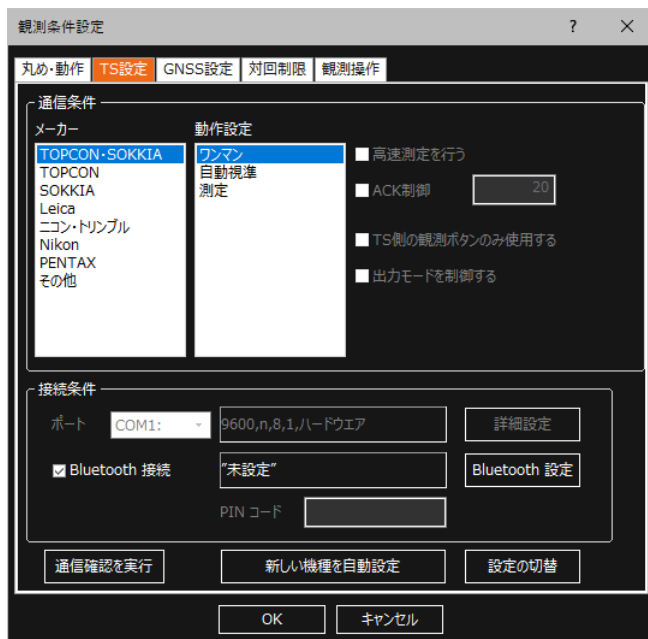 観測条件設定 ? ×
丸め・動作 TS設定 GNSS設定 対回制限 観測操作
通信条件
メーカー 動作設定
TOPCON・SOKKIA ワンマン 高速測定を行う
TOPCON 自動視準
SOKKIA 測定 ACK制御 20
Leica
ニコン・トリンブル
Nikon TS側の観測ボタンのみ使用する
PENTAX
その他 出力モードを制御する
接続条件
ポート COM1: 9600,n,8,1,ハードウエア 詳細設定
Bluetooth 接続 "未設定" Bluetooth 設定
PIN コード
通信確認を実行 新しい機種を自動設定 設定の切替
OK キャンセル